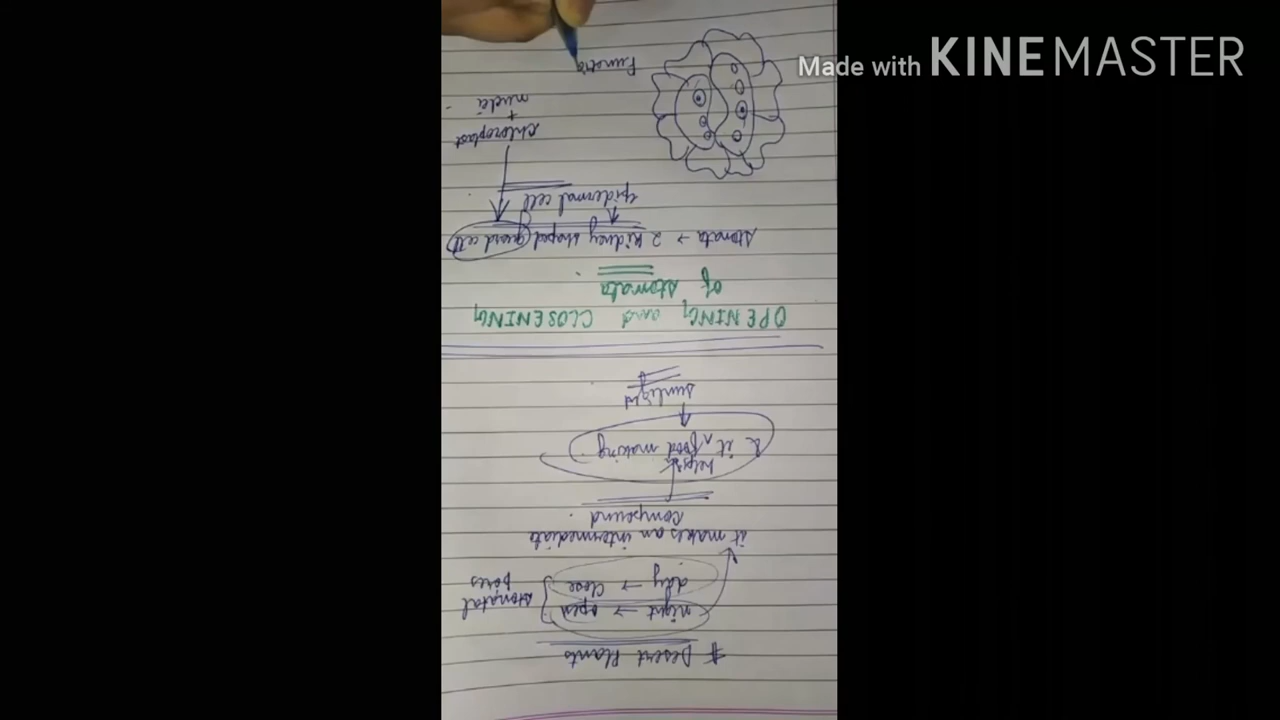 Made with KINEMASTER
# Desert Plants
night → open
day → close
stomatal
pores
it makes an intermediate
compound
helps
& it food making
sunlight
OPENING and CLOSENING
of stomata
stomata → 2 kidney shaped guard cell
epidermal cell
chloroplast
+
nuclei
Functio